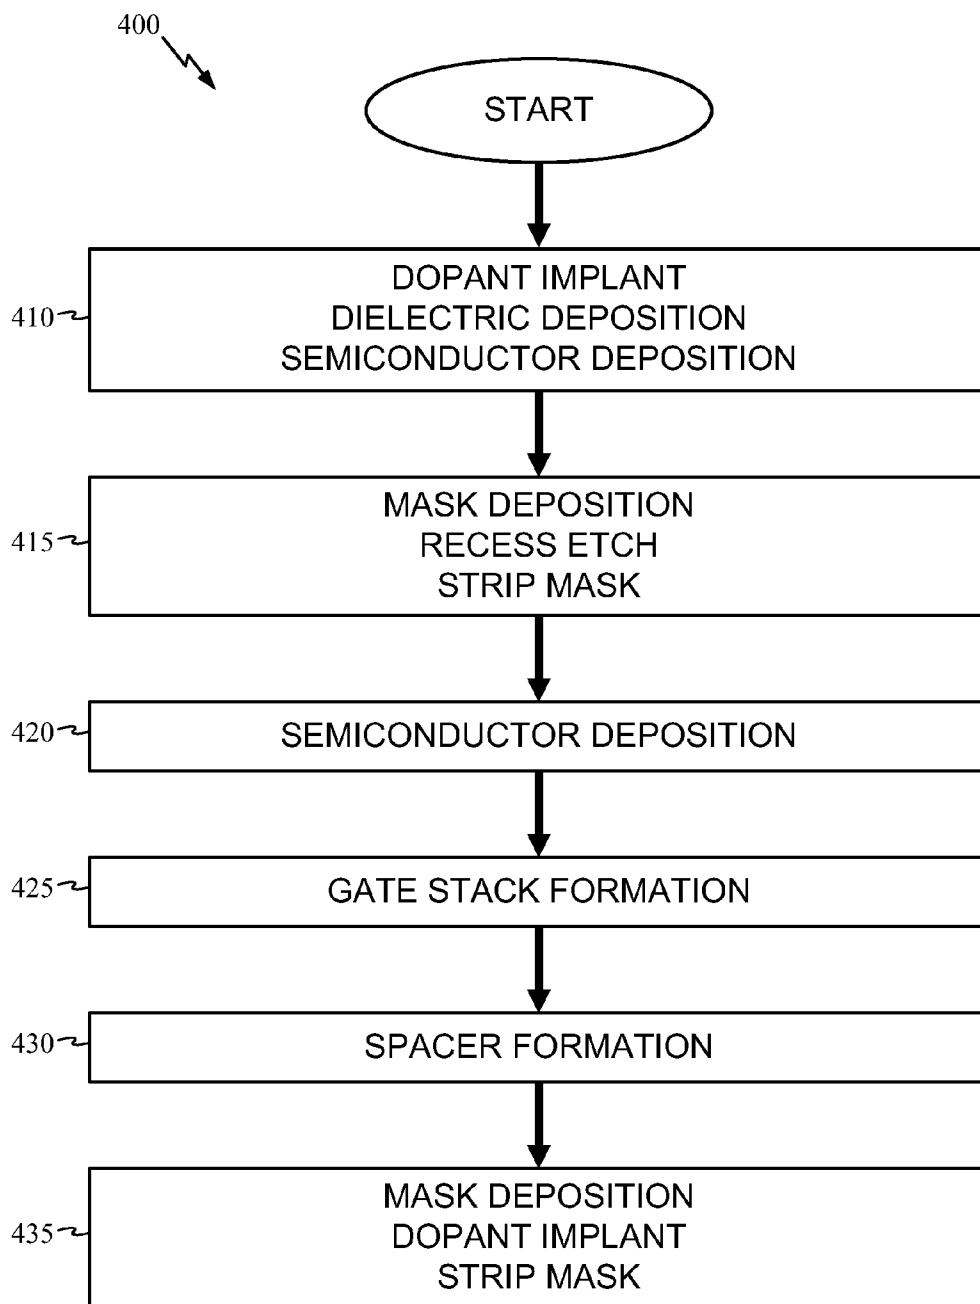 400
START
410
DOPANT IMPLANT
DIELECTRIC DEPOSITION
SEMICONDUCTOR DEPOSITION
415
MASK DEPOSITION
RECESS ETCH
STRIP MASK
420
SEMICONDUCTOR DEPOSITION
425
GATE STACK FORMATION
430
SPACER FORMATION
435
MASK DEPOSITION
DOPANT IMPLANT
STRIP MASK